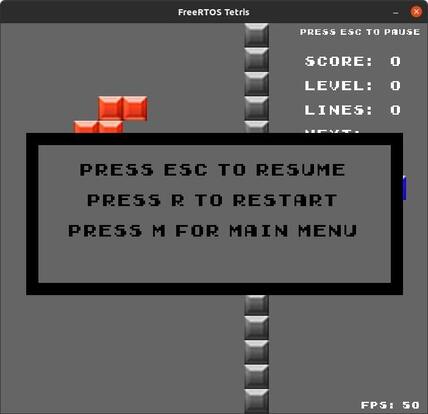 FreeRTOS Tetris
PRESS ESC TO PAUSE
SCORE: 0
LEVEL: 0
LINES: 0
NEXT:
PRESS ESC TO RESUME
PRESS R TO RESTART
PRESS M FOR MAIN MENU
FPS: 50